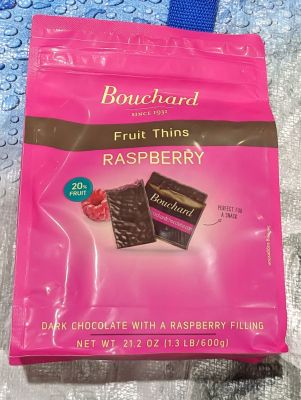 Bouchard
SINCE 1932
Fruit Thins
RASPBERRY
20%
FRUIT
Bouchard
PERFECT FOR
A SNACK
DARK CHOCOLATE WITH A RASPBERRY FILLING
NET WT. 21.2 OZ (1.3 LB/600g)